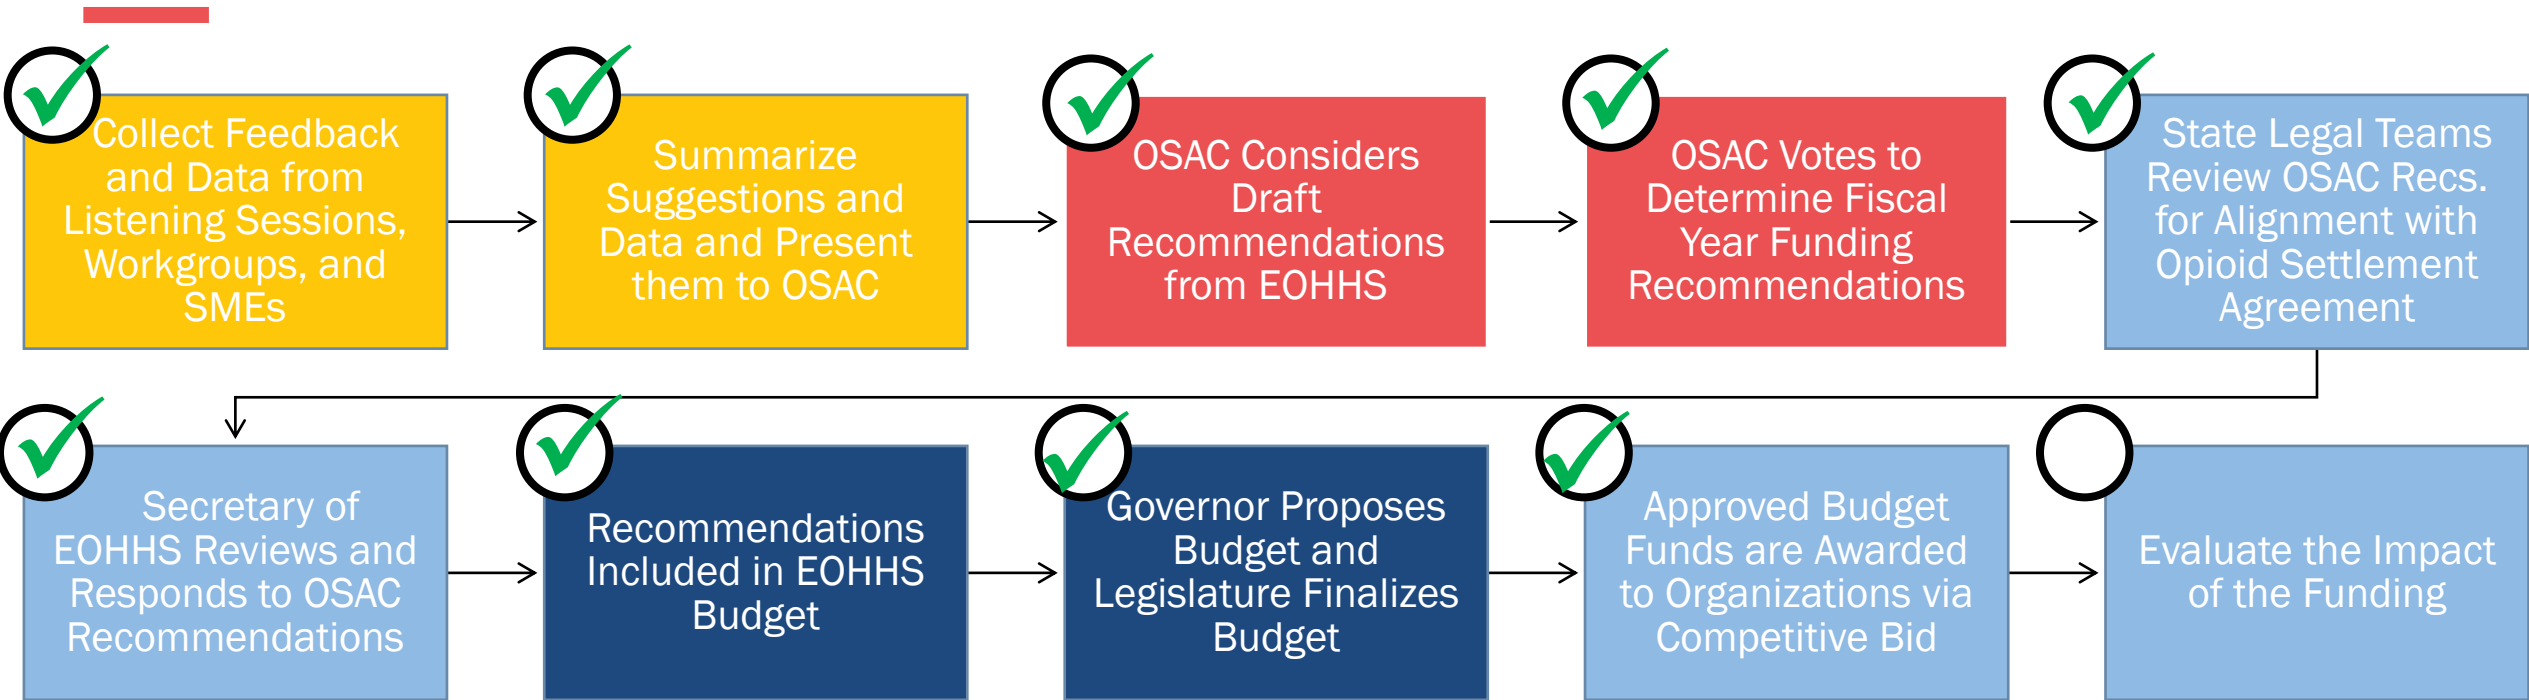 Collect Feedback
and Data from
Listening Sessions,
Workgroups, and
SMEs
Summarize
Suggestions and
Data and Present
them to OSAC
OSAC Considers
Draft
Recommendations
from EOHHS
OSAC Votes to
Determine Fiscal
Year Funding
Recommendations
State Legal Teams
Review OSAC Recs.
for Alignment with
Opioid Settlement
Agreement
Secretary of
EOHHS Reviews and
Responds to OSAC
Recommendations
Recommendations
Included in EOHHS
Budget
Governor Proposes
Budget and
Legislature Finalizes
Budget
Approved Budget
Funds are Awarded
to Organizations via
Competitive Bid
Evaluate the Impact
of the Funding